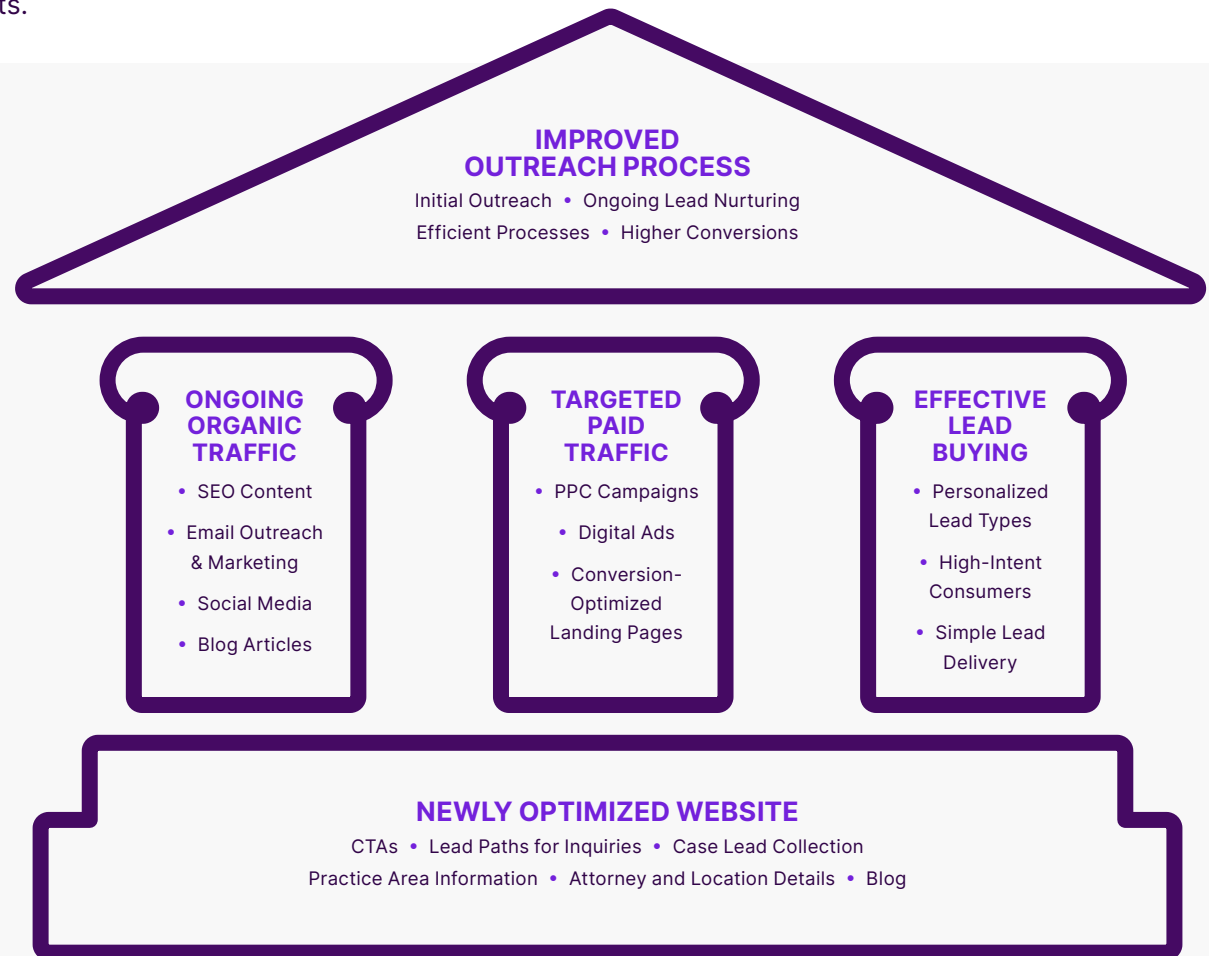 ts.
IMPROVED
OUTREACH PROCESS
Initial Outreach • Ongoing Lead Nurturing
Efficient Processes • Higher Conversions
ONGOING
ORGANIC
TRAFFIC
• SEO Content
• Email Outreach
& Marketing
• Social Media
• Blog Articles
TARGETED
PAID
TRAFFIC
• PPC Campaigns
• Digital Ads
• Conversion-
Optimized
Landing Pages
EFFECTIVE
LEAD
BUYING
• Personalized
Lead Types
• High-Intent
Consumers
• Simple Lead
Delivery
NEWLY OPTIMIZED WEBSITE
CTAs • Lead Paths for Inquiries • Case Lead Collection
Practice Area Information • Attorney and Location Details • Blog